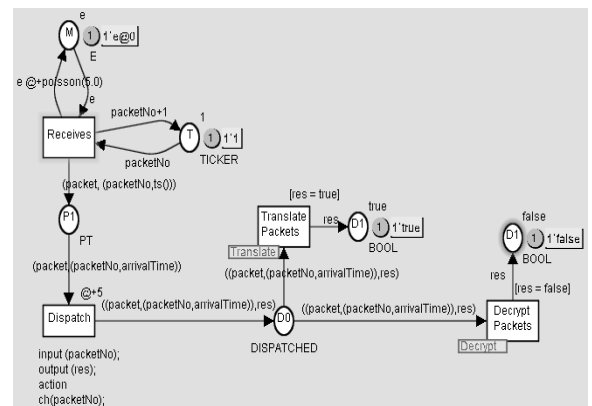 e
M
1
1`e@0
E
e @+poisson(5.0)
e
Receives
packetNo+1
packetNo
1
T
1
1`1
TICKER
(packet, (packetNo,ts()))
P1
PT
(packet,(packetNo,arrivalTime))
@+5
Dispatch
((packet,(packetNo,arrivalTime)),res)
input (packetNo);
output (res);
action
ch(packetNo);
D0
DISPATCHED
((packet,(packetNo,arrivalTime)),res)
[res = true]
Translate
Packets
Translate
res
true
D1
1
1`true
BOOL
((packet,(packetNo,arrivalTime)),res)
Decrypt
Packets
Decrypt
[res = false]
res
false
D1
1
1`false
BOOL